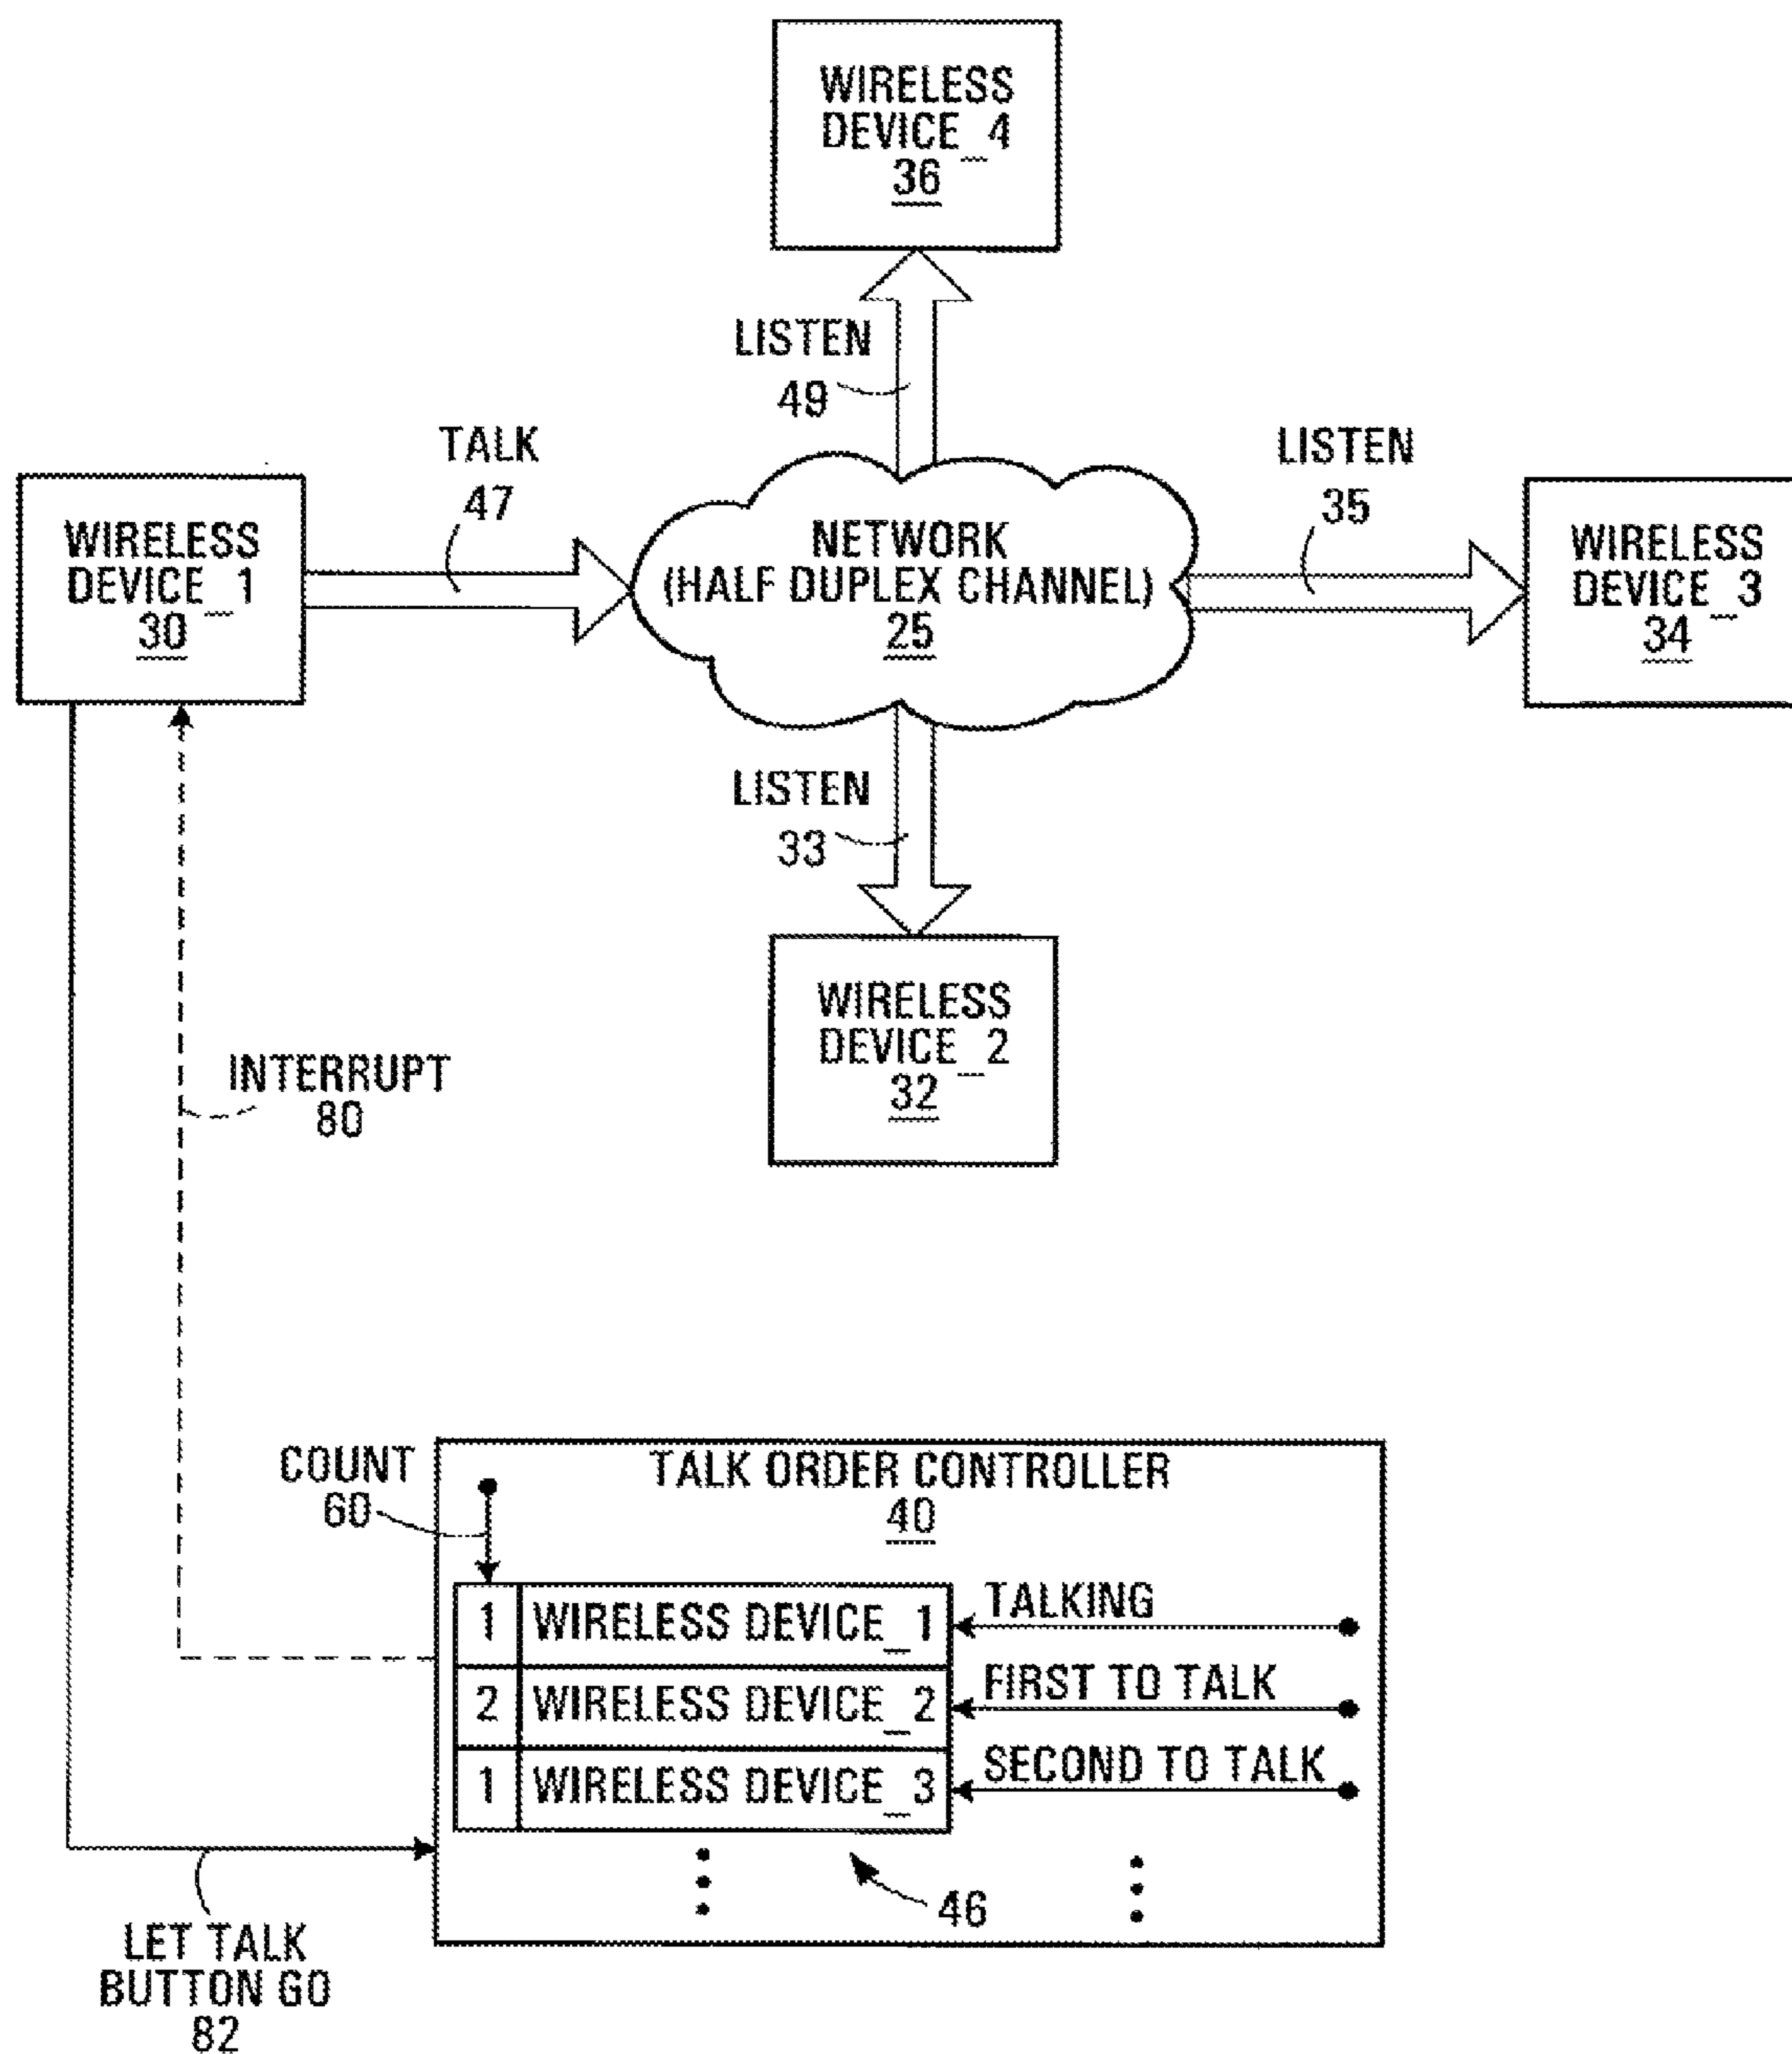 WIRELESS
DEVICE_4
36
LISTEN
49
TALK
47
LISTEN
35
WIRELESS
DEVICE_1
30
NETWORK
(HALF DUPLEX CHANNEL)
25
WIRELESS
DEVICE_3
34
LISTEN
33
WIRELESS
DEVICE_2
32
INTERRUPT
80
COUNT
60
TALK ORDER CONTROLLER
40
1 WIRELESS DEVICE_1 TALKING
2 WIRELESS DEVICE_2 FIRST TO TALK
1 WIRELESS DEVICE_3 SECOND TO TALK
46
LET TALK
BUTTON GO
82